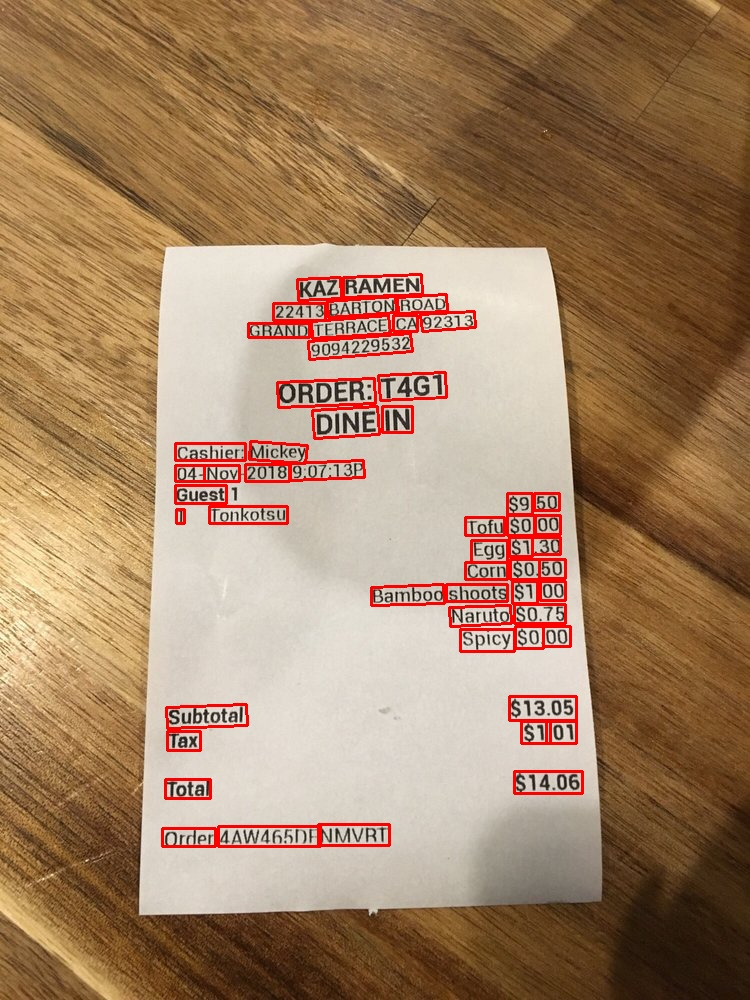 KAZ RAMEN
22413 BARTON ROAD
GRAND TERRACE CA 92313
9094229532
ORDER: T4G1
DINE IN
Cashier: Mickey
04-Nov-2018 9:07:13P
Guest 1
1 Tonkotsu
$9.50
Tofu $0.00
Egg $1.30
Corn $0.50
Bamboo shoots $1.00
Naruto $0.75
Spicy $0.00
Subtotal $13.05
Tax $1.01
Total $14.06
Order